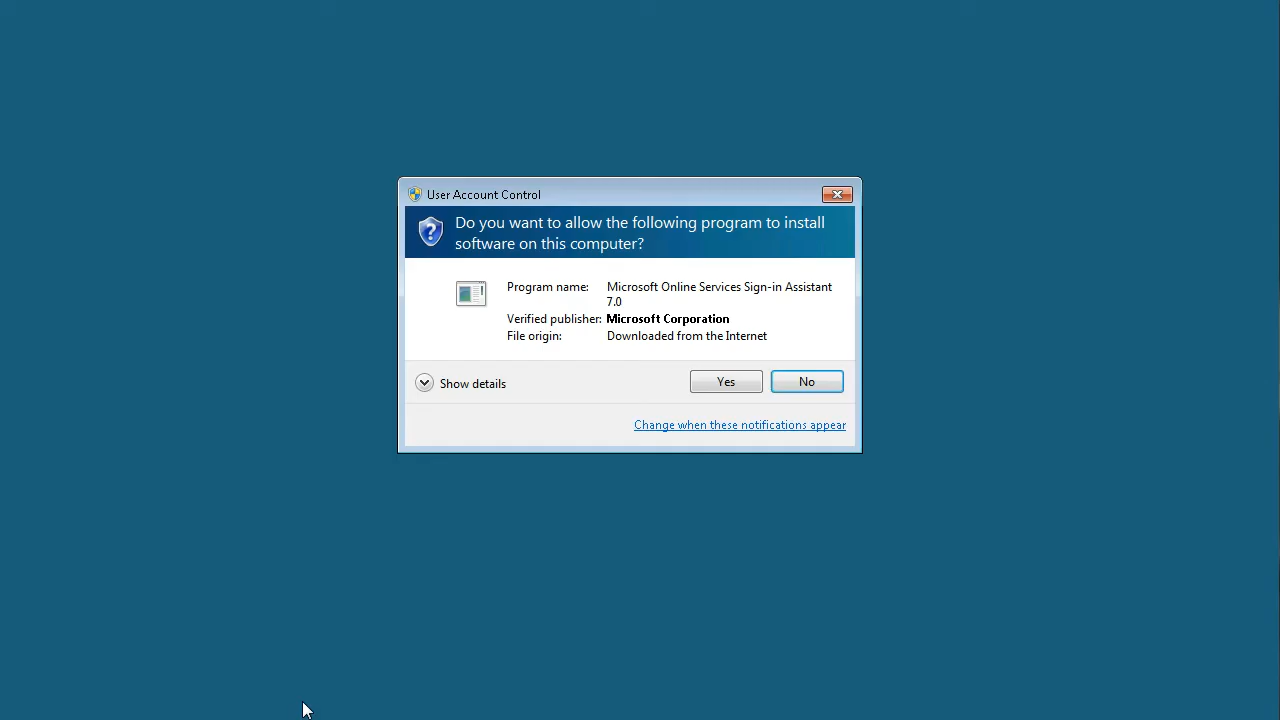 User Account Control
Do you want to allow the following program to install
software on this computer?
Program name: Microsoft Online Services Sign-in Assistant
7.0
Verified publisher: Microsoft Corporation
File origin: Downloaded from the Internet
Show details
Yes
No
Change when these notifications appear